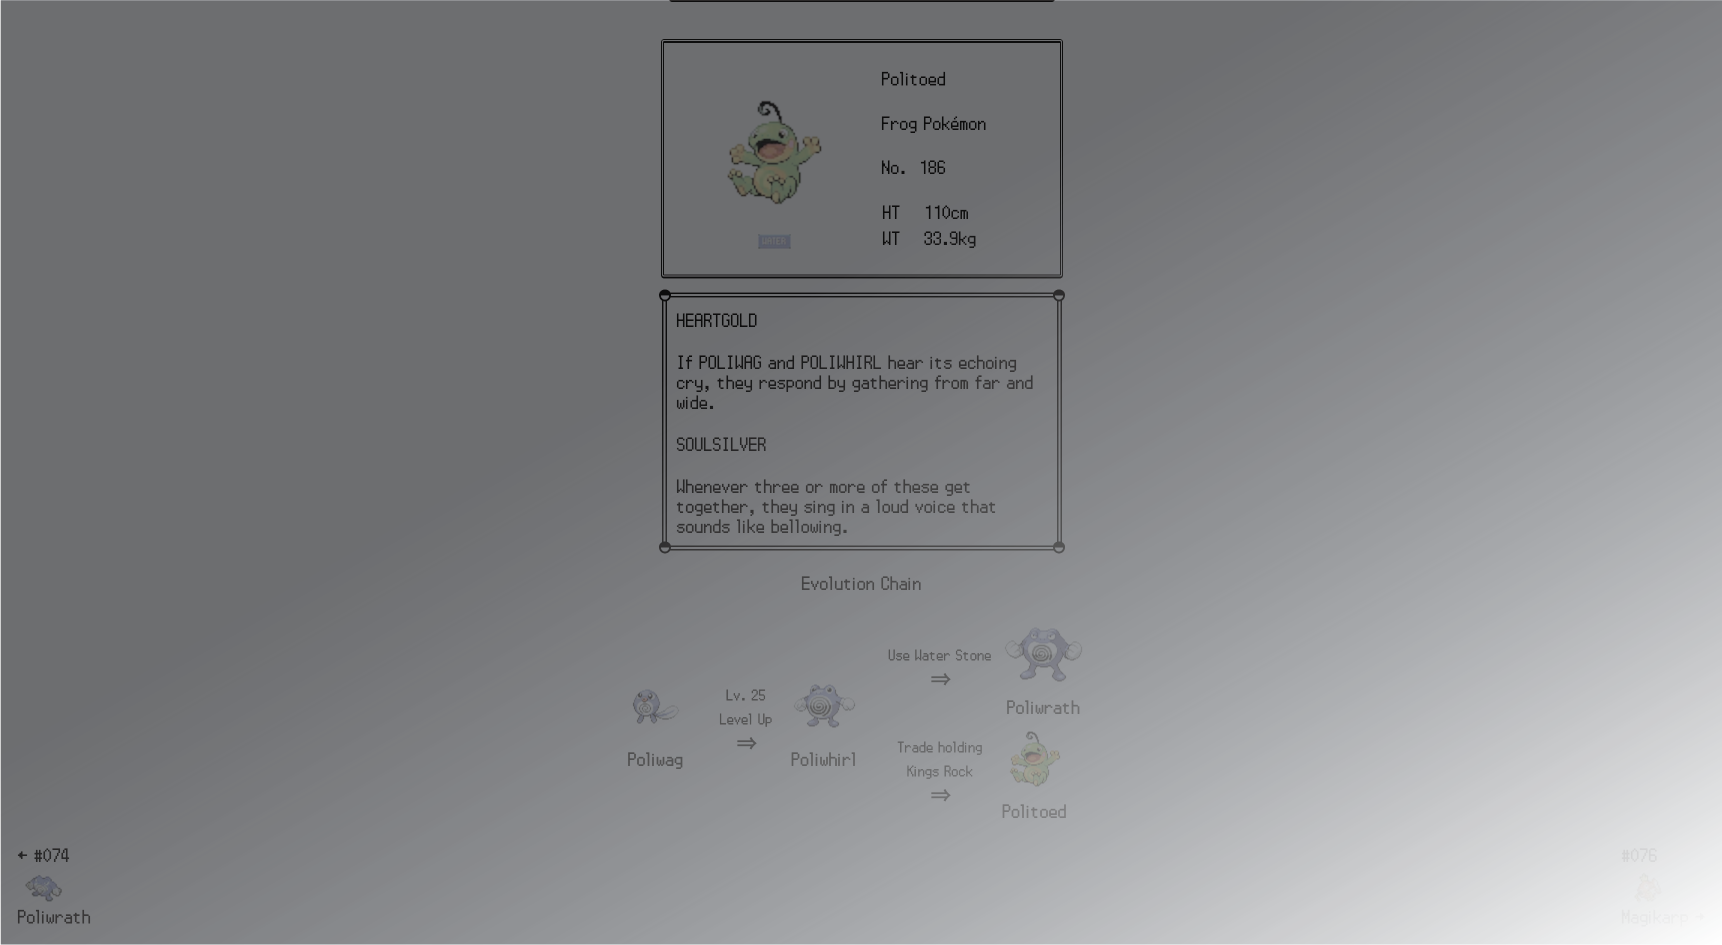 Politoed
Frog Pokémon
No. 186
HT 110cm
WT 33.9kg
WATER
HEARTGOLD
If POLIWAG and POLIWHIRL hear its echoing
cry, they respond by gathering from far and
wide.
SOULSILVER
Whenever three or more of these get
together, they sing in a loud voice that
sounds like bellowing.
Evolution Chain
Poliwag
Lv. 25
Level Up
⇒
Poliwhirl
Use Water Stone
⇒
Poliwrath
Trade holding
Kings Rock
⇒
Politoed
← #074
Poliwrath
#076
Magikarp →